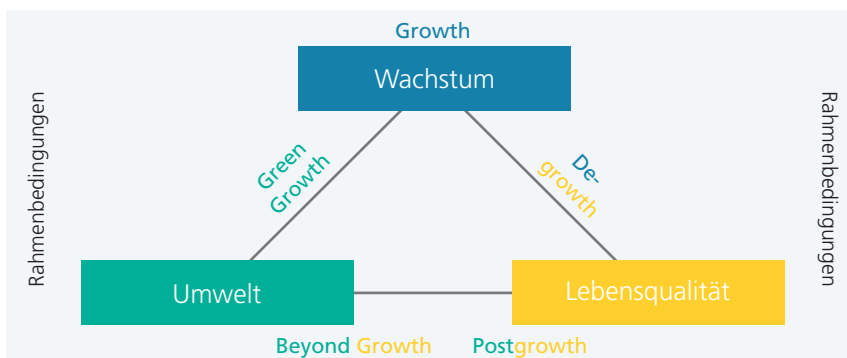 Growth
Wachstum
Rahmenbedingungen
Rahmenbedingungen
Green
Growth
De-
growth
Umwelt
Lebensqualität
Beyond Growth
Postgrowth